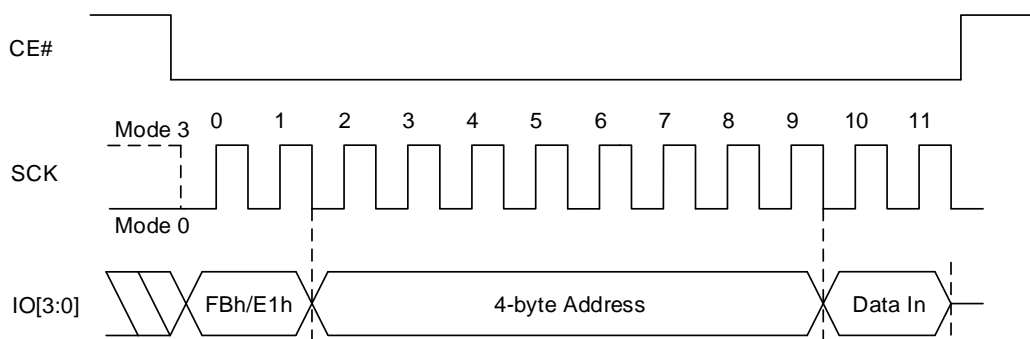 CE#
Mode 3 0 1 2 3 4 5 6 7 8 9 10 11
SCK
Mode 0
IO[3:0] FBh/E1h 4-byte Address Data In